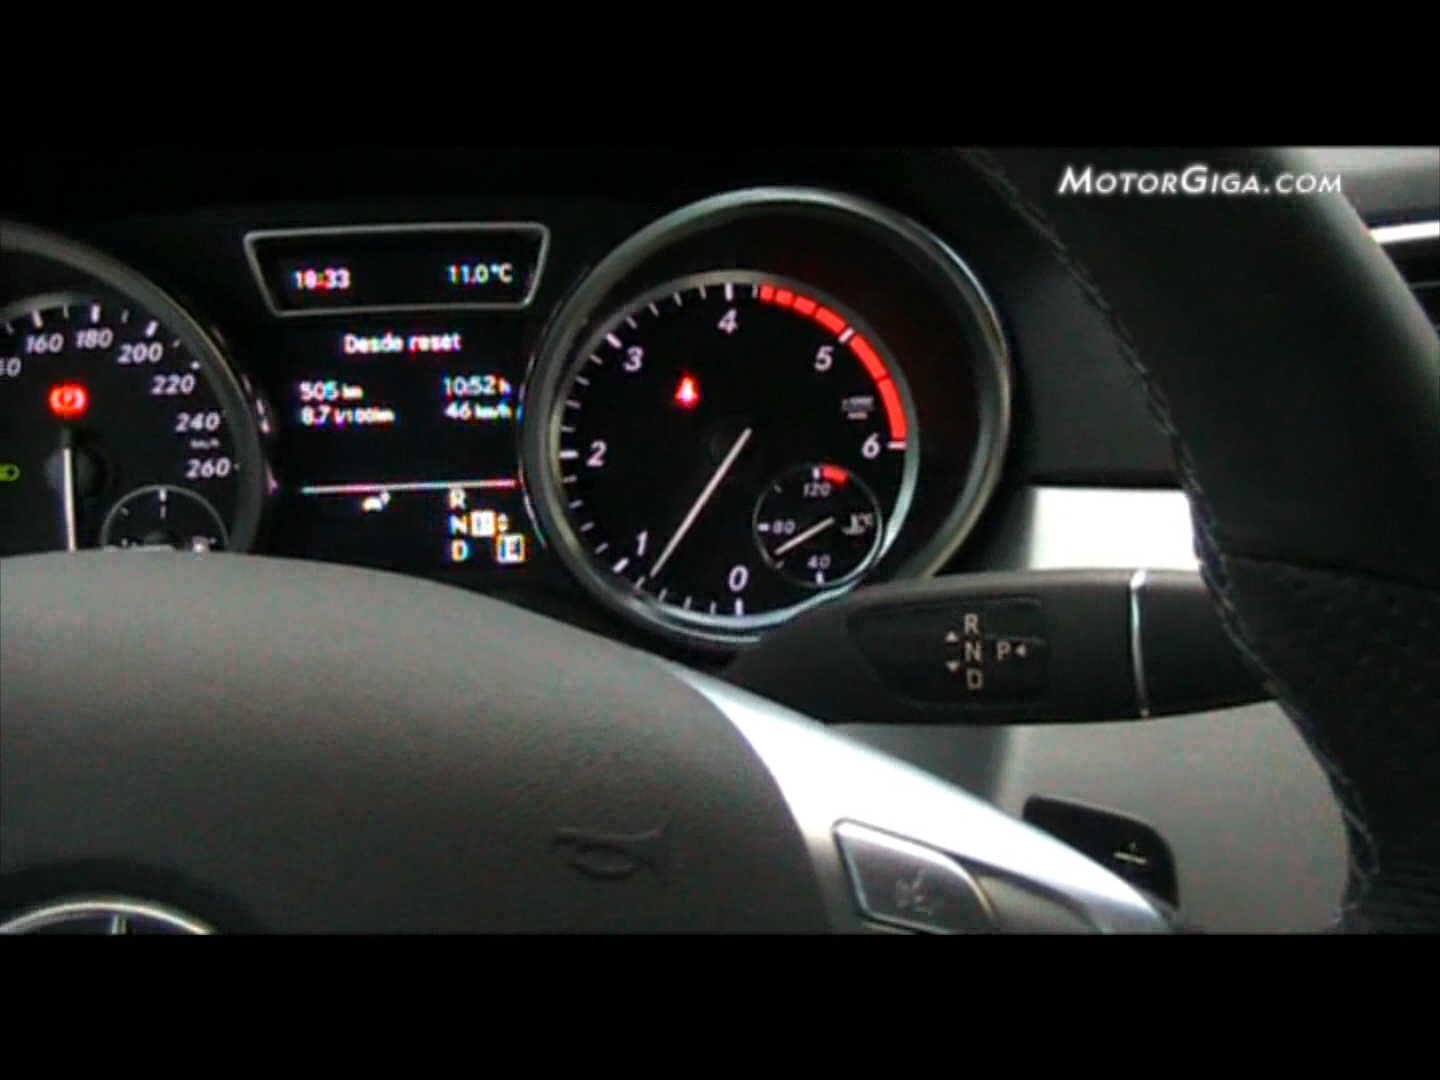 MOTORGIGA.COM
18:33 11.0°C
Desde reset
505 km 10:52 h
8.7 l/100km 46 km/h
160 180 200 220 240 260
km/h
0 1 2 3 4 5 6
40 80 120
R
N
D
R
N P
D
+